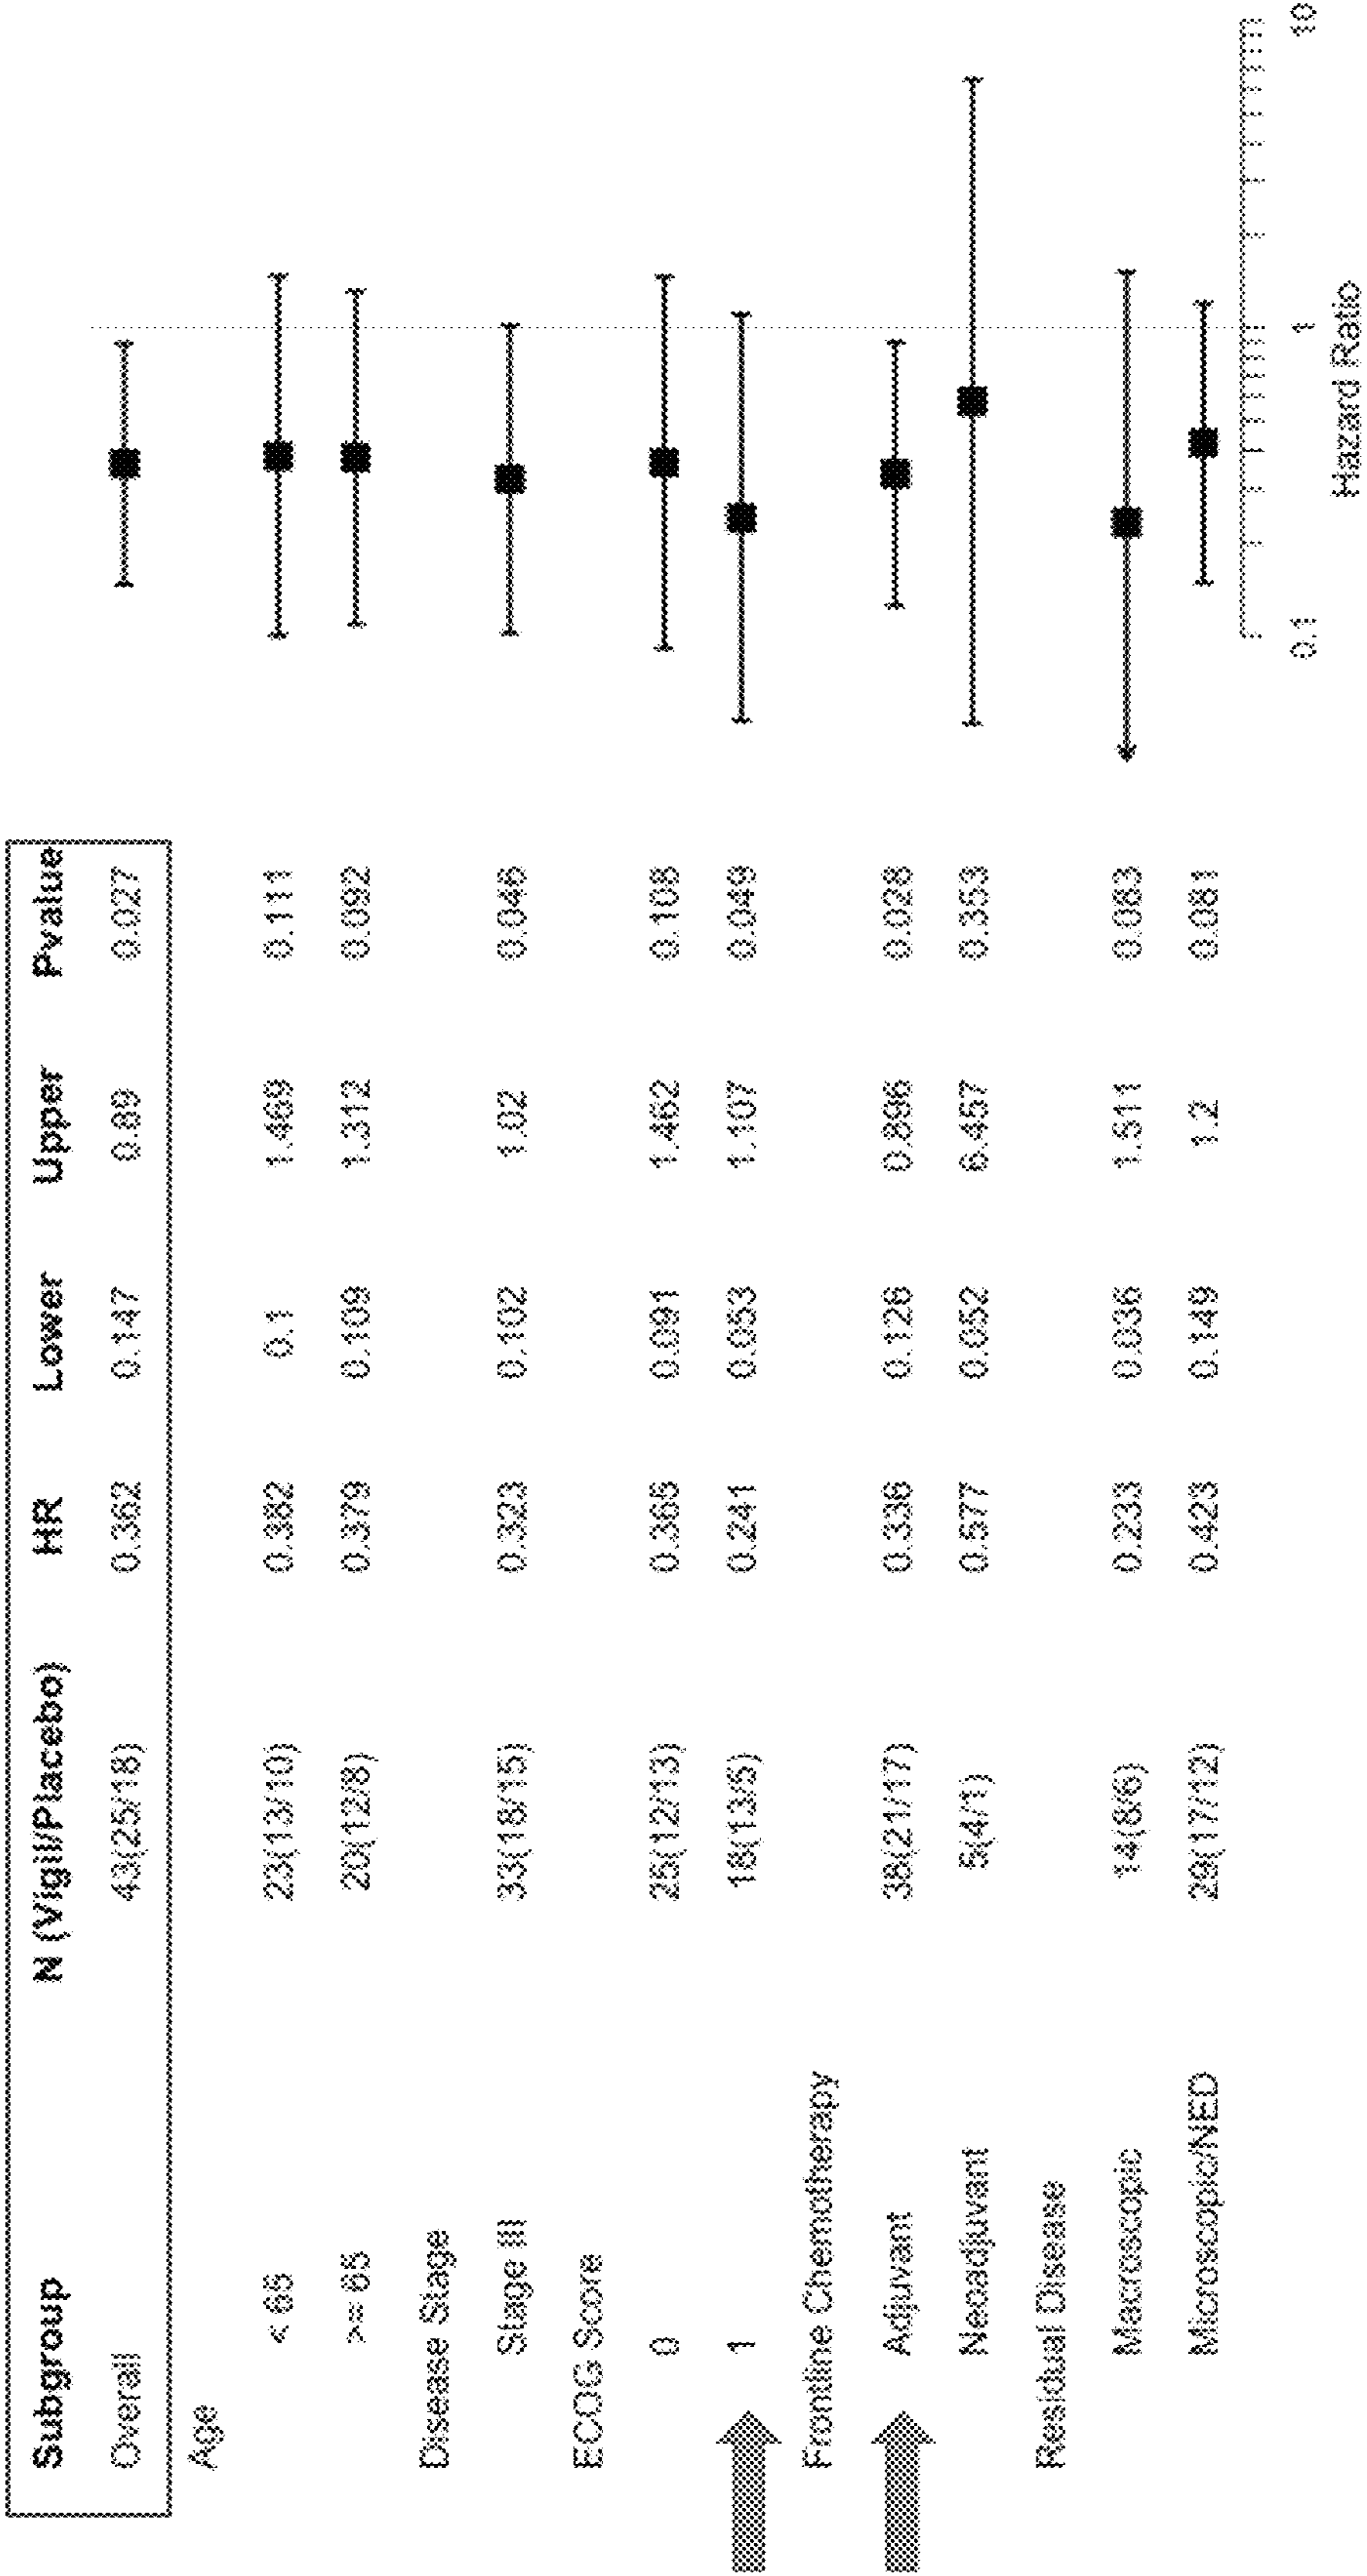 Subgroup N (Vigil/Placebo) HR Lower Upper Pvalue
Overall 43(25/18) 0.362 0.147 0.89 0.027
Age
< 65 23(13/10) 0.382 0.1 1.469 0.111
>= 65 20(12/8) 0.379 0.109 1.312 0.092
Disease Stage
Stage III 33(18/15) 0.323 0.102 1.02 0.046
ECOG Score
0 25(12/13) 0.365 0.091 1.462 0.108
1 18(13/5) 0.241 0.053 1.107 0.049
Frontline Chemotherapy
Adjuvant 38(21/17) 0.338 0.128 0.896 0.028
Neoadjuvant 5(4/1) 0.577 0.052 6.457 0.353
Residual Disease
Macroscopic 14(8/6) 0.233 0.036 1.511 0.083
Microscopic/NED 29(17/12) 0.423 0.149 1.2 0.081
0.1 1 10
Hazard Ratio